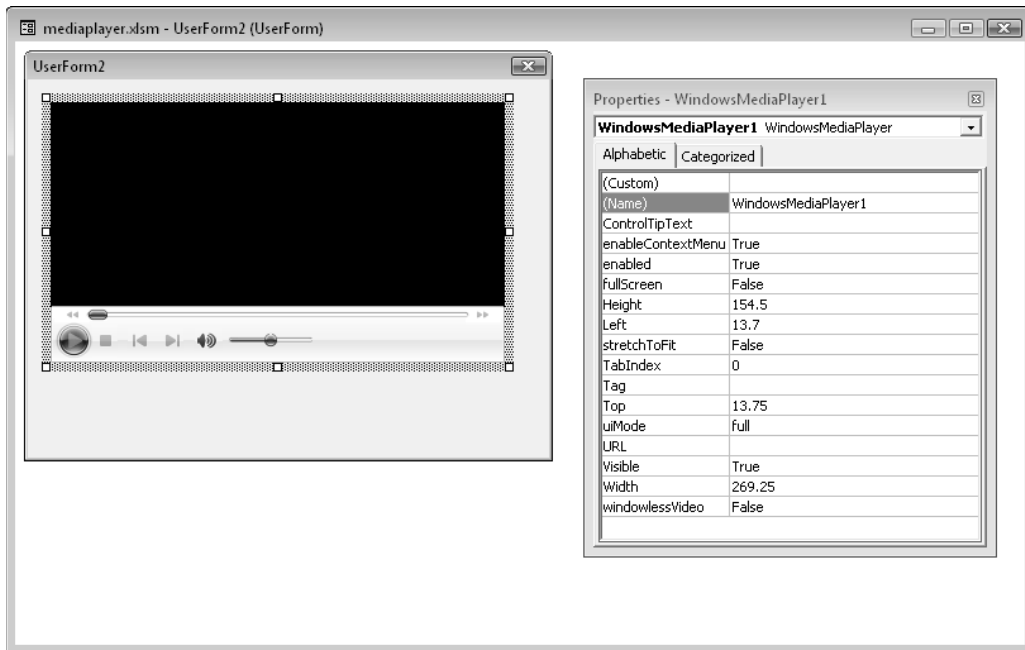 mediaplayer.xlsm - UserForm2 (UserForm)
UserForm2
Properties - WindowsMediaPlayer1
WindowsMediaPlayer1 WindowsMediaPlayer
Alphabetic Categorized
(Custom)
(Name) WindowsMediaPlayer1
ControlTipText
enableContextMenu True
enabled True
fullScreen False
Height 154.5
Left 13.7
stretchToFit False
TabIndex 0
Tag
Top 13.75
uiMode full
URL
Visible True
Width 269.25
windowlessVideo False